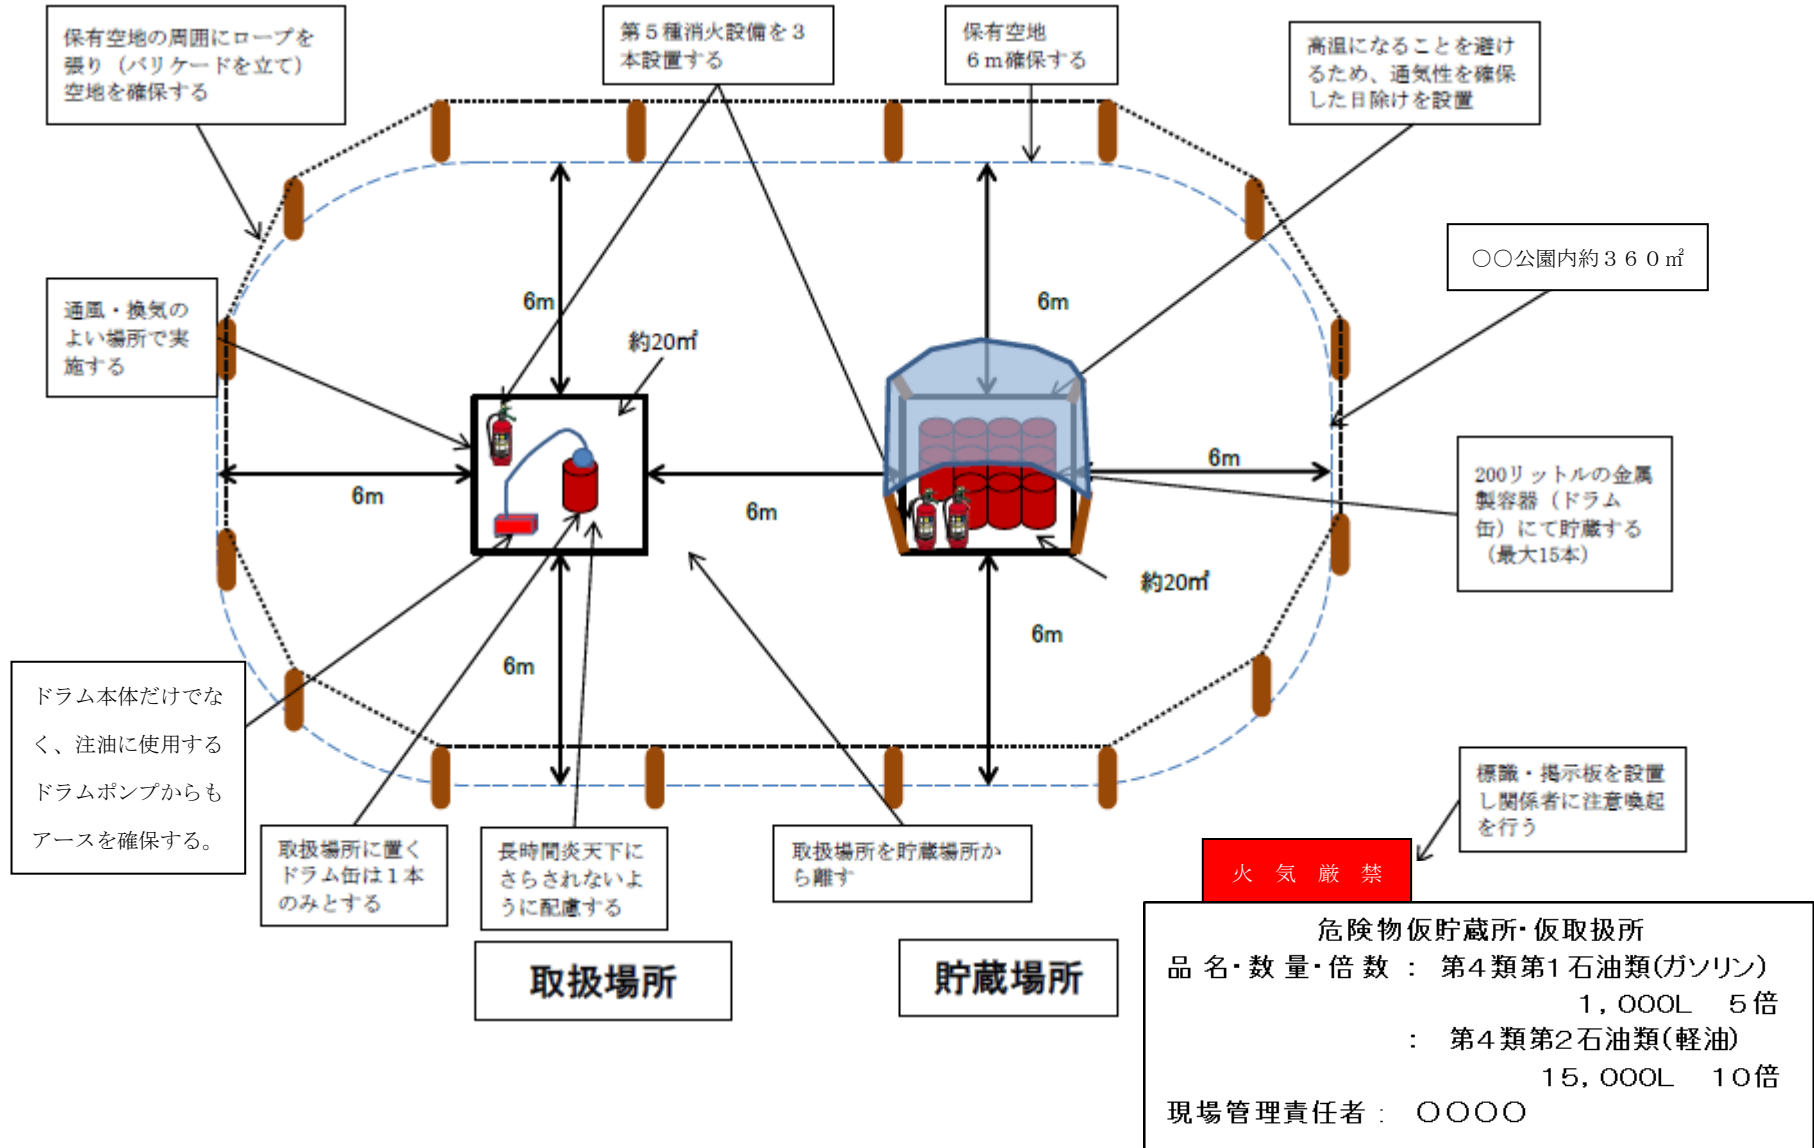 保有空地の周囲にロープを
張り（バリケードを立て）
空地を確保する
第５種消火設備を３
本設置する
保有空地
６ｍ確保する
高温になることを避け
るため、通気性を確保
した日除けを設置
○○公園内約３６０㎡
通風・換気の
よい場所で実
施する
6m
6m
約20㎡
6m
6m
6m
200リットルの金属
製容器（ドラム
缶）にて貯蔵する
（最大15本）
約20㎡
6m
6m
ドラム本体だけでな
く、注油に使用する
ドラムポンプからも
アースを確保する。
取扱場所に置く
ドラム缶は１本
のみとする
長時間炎天下に
さらされないよ
うに配慮する
取扱場所を貯蔵場所か
ら離す
標識・掲示板を設置
し関係者に注意喚起
を行う
取扱場所
貯蔵場所
火　気　厳　禁
危険物仮貯蔵所・仮取扱所
品名・数量・倍数：　第４類第１石油類(ガソリン)
１，０００Ｌ　５倍
：　第４類第２石油類(軽油)
１５，０００Ｌ　１０倍
現場管理責任者：　○○○○